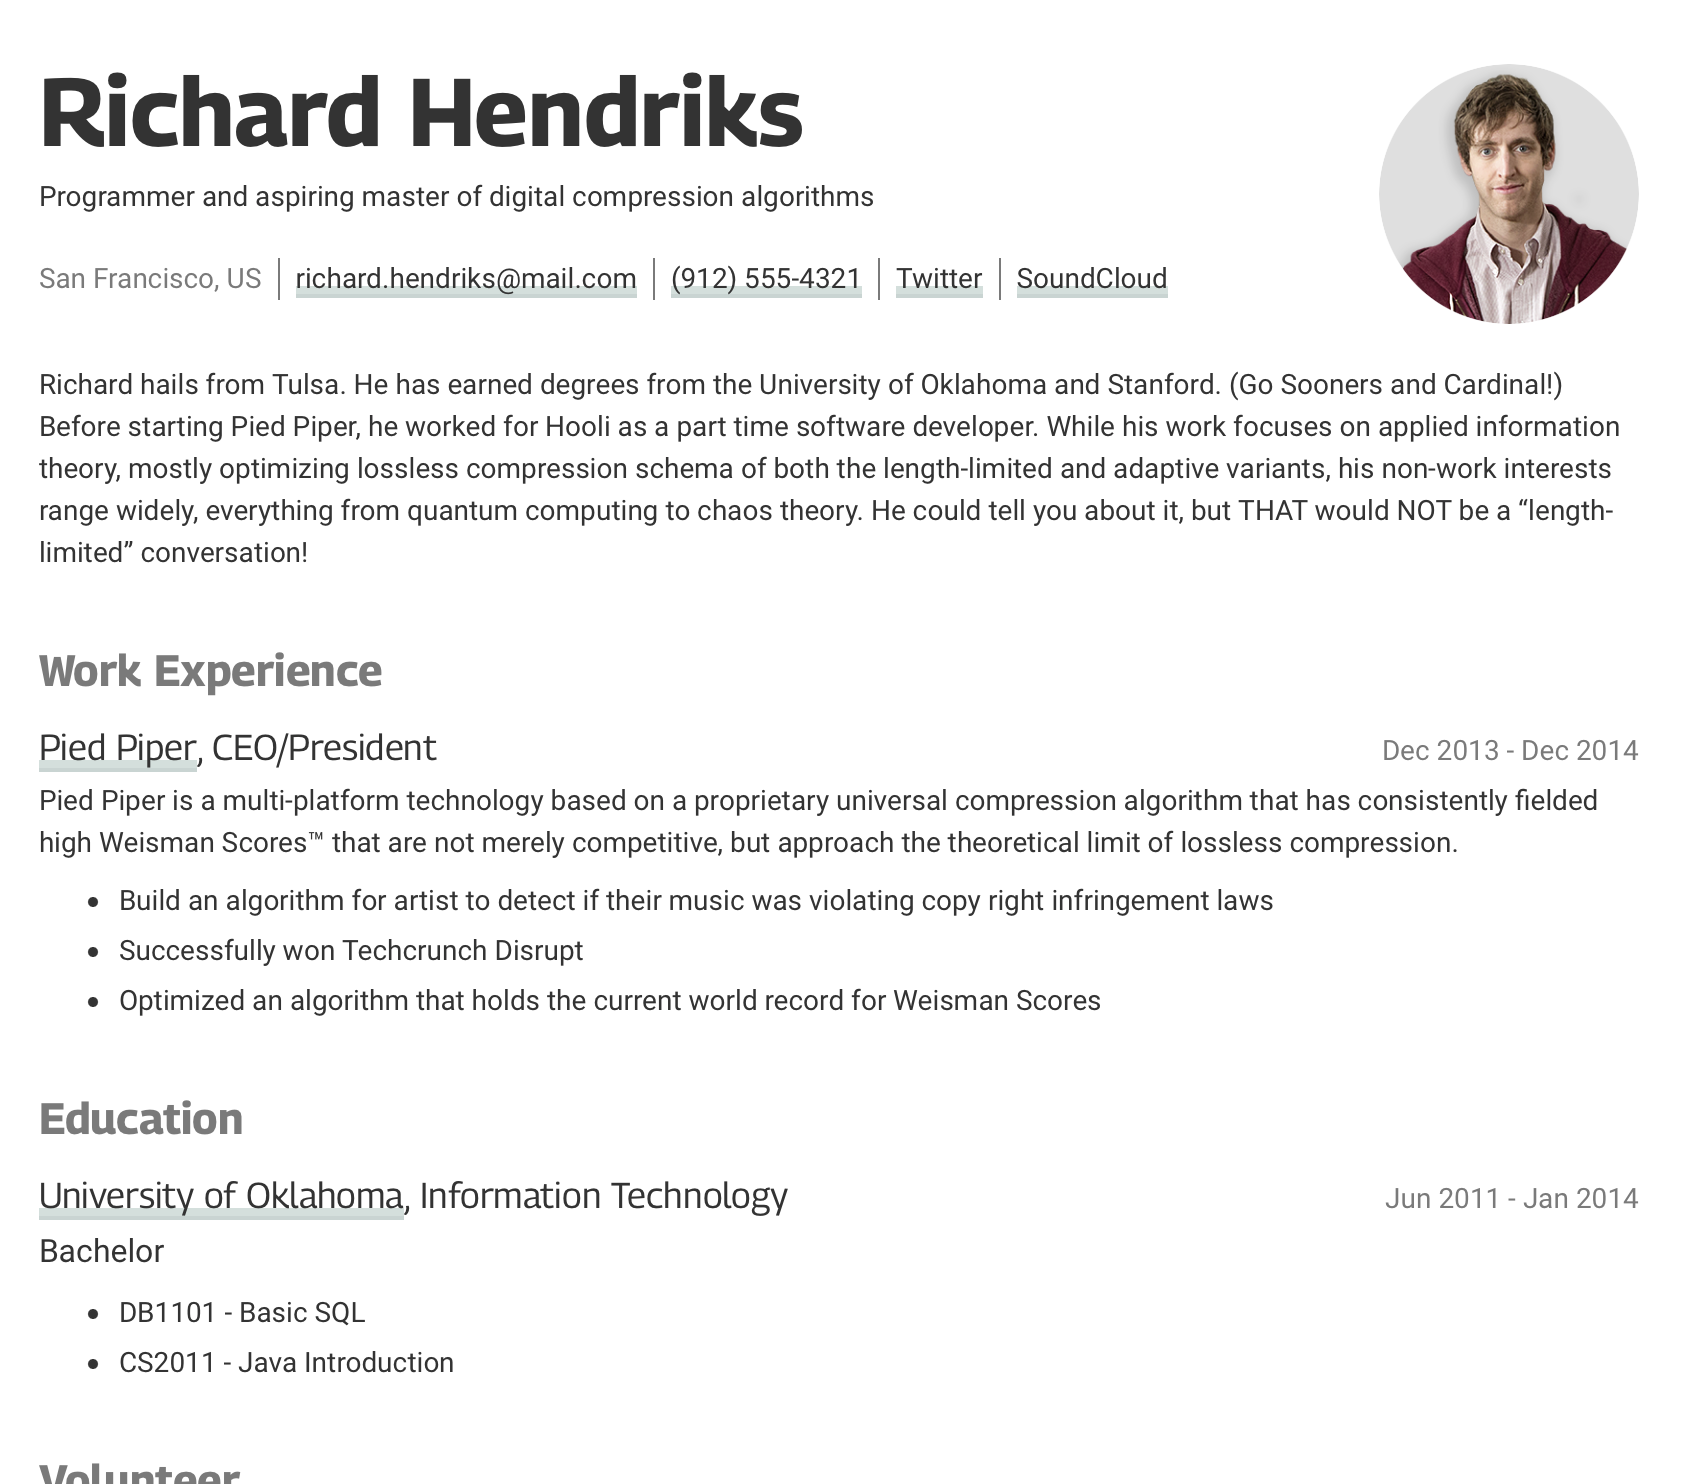 Richard Hendriks
Programmer and aspiring master of digital compression algorithms
San Francisco, US | richard.hendriks@mail.com | (912) 555-4321 | Twitter | SoundCloud
Richard hails from Tulsa. He has earned degrees from the University of Oklahoma and Stanford. (Go Sooners and Cardinal!)
Before starting Pied Piper, he worked for Hooli as a part time software developer. While his work focuses on applied information
theory, mostly optimizing lossless compression schema of both the length-limited and adaptive variants, his non-work interests
range widely, everything from quantum computing to chaos theory. He could tell you about it, but THAT would NOT be a “length-
limited” conversation!
Work Experience
Pied Piper, CEO/President Dec 2013 - Dec 2014
Pied Piper is a multi-platform technology based on a proprietary universal compression algorithm that has consistently fielded
high Weisman Scores™ that are not merely competitive, but approach the theoretical limit of lossless compression.
• Build an algorithm for artist to detect if their music was violating copy right infringement laws
• Successfully won Techcrunch Disrupt
• Optimized an algorithm that holds the current world record for Weisman Scores
Education
University of Oklahoma, Information Technology Jun 2011 - Jan 2014
Bachelor
• DB1101 - Basic SQL
• CS2011 - Java Introduction
Volunteer